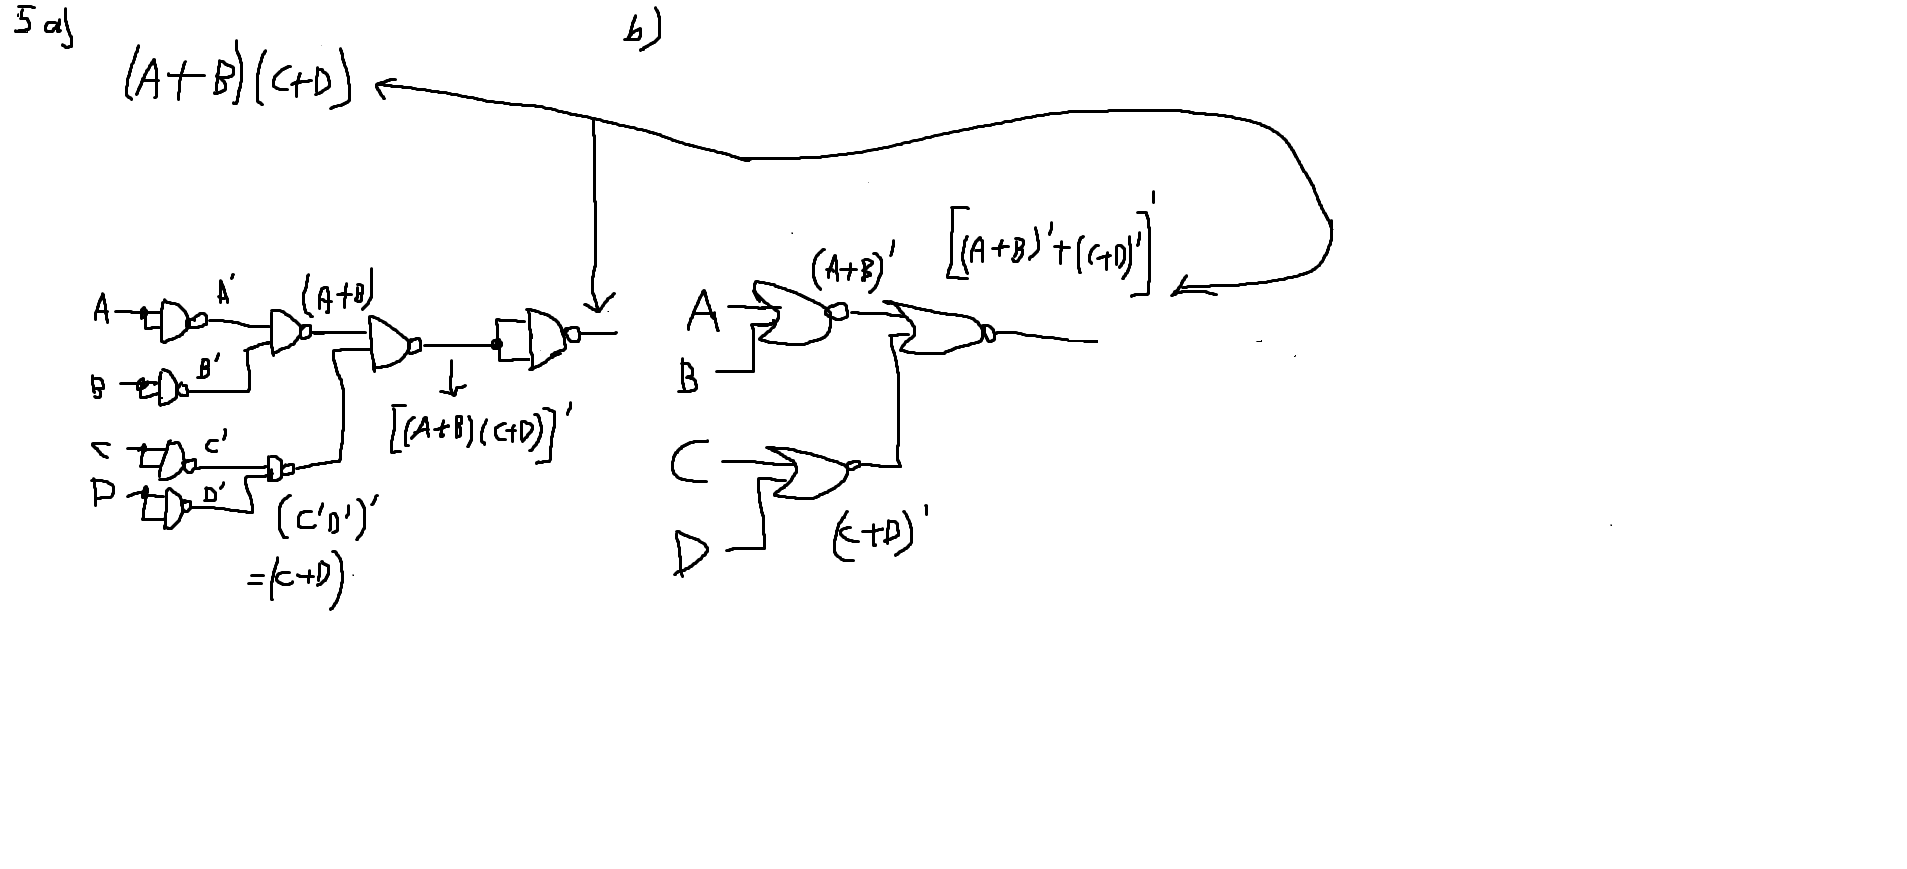 5 a)
(A+B)(C+D)
A
A'
(A+B)
B
B'
[(A+B)(C+D)]'
C
C'
D
D'
(C'D')'
=(C+D)
b)
[(A+B)'+(C+D)']'
(A+B)'
A
B
C
D
(C+D)'